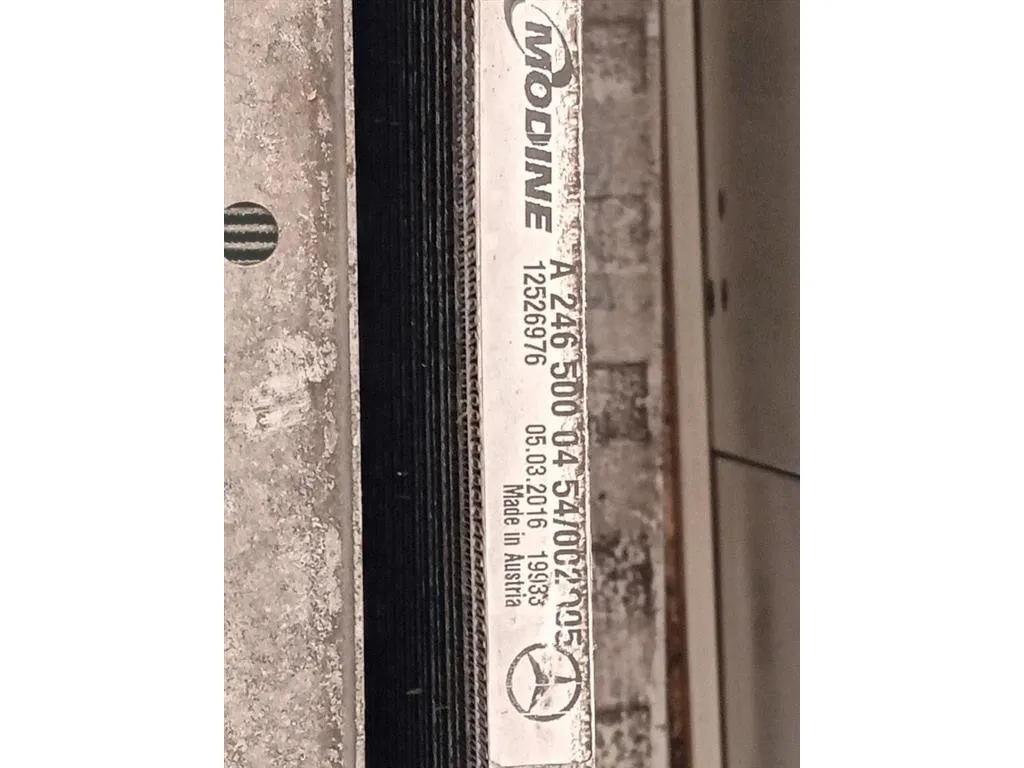 MODINE
A 246 500 04 54/002 005
12526976 05.03.2016 19933
Made in Austria